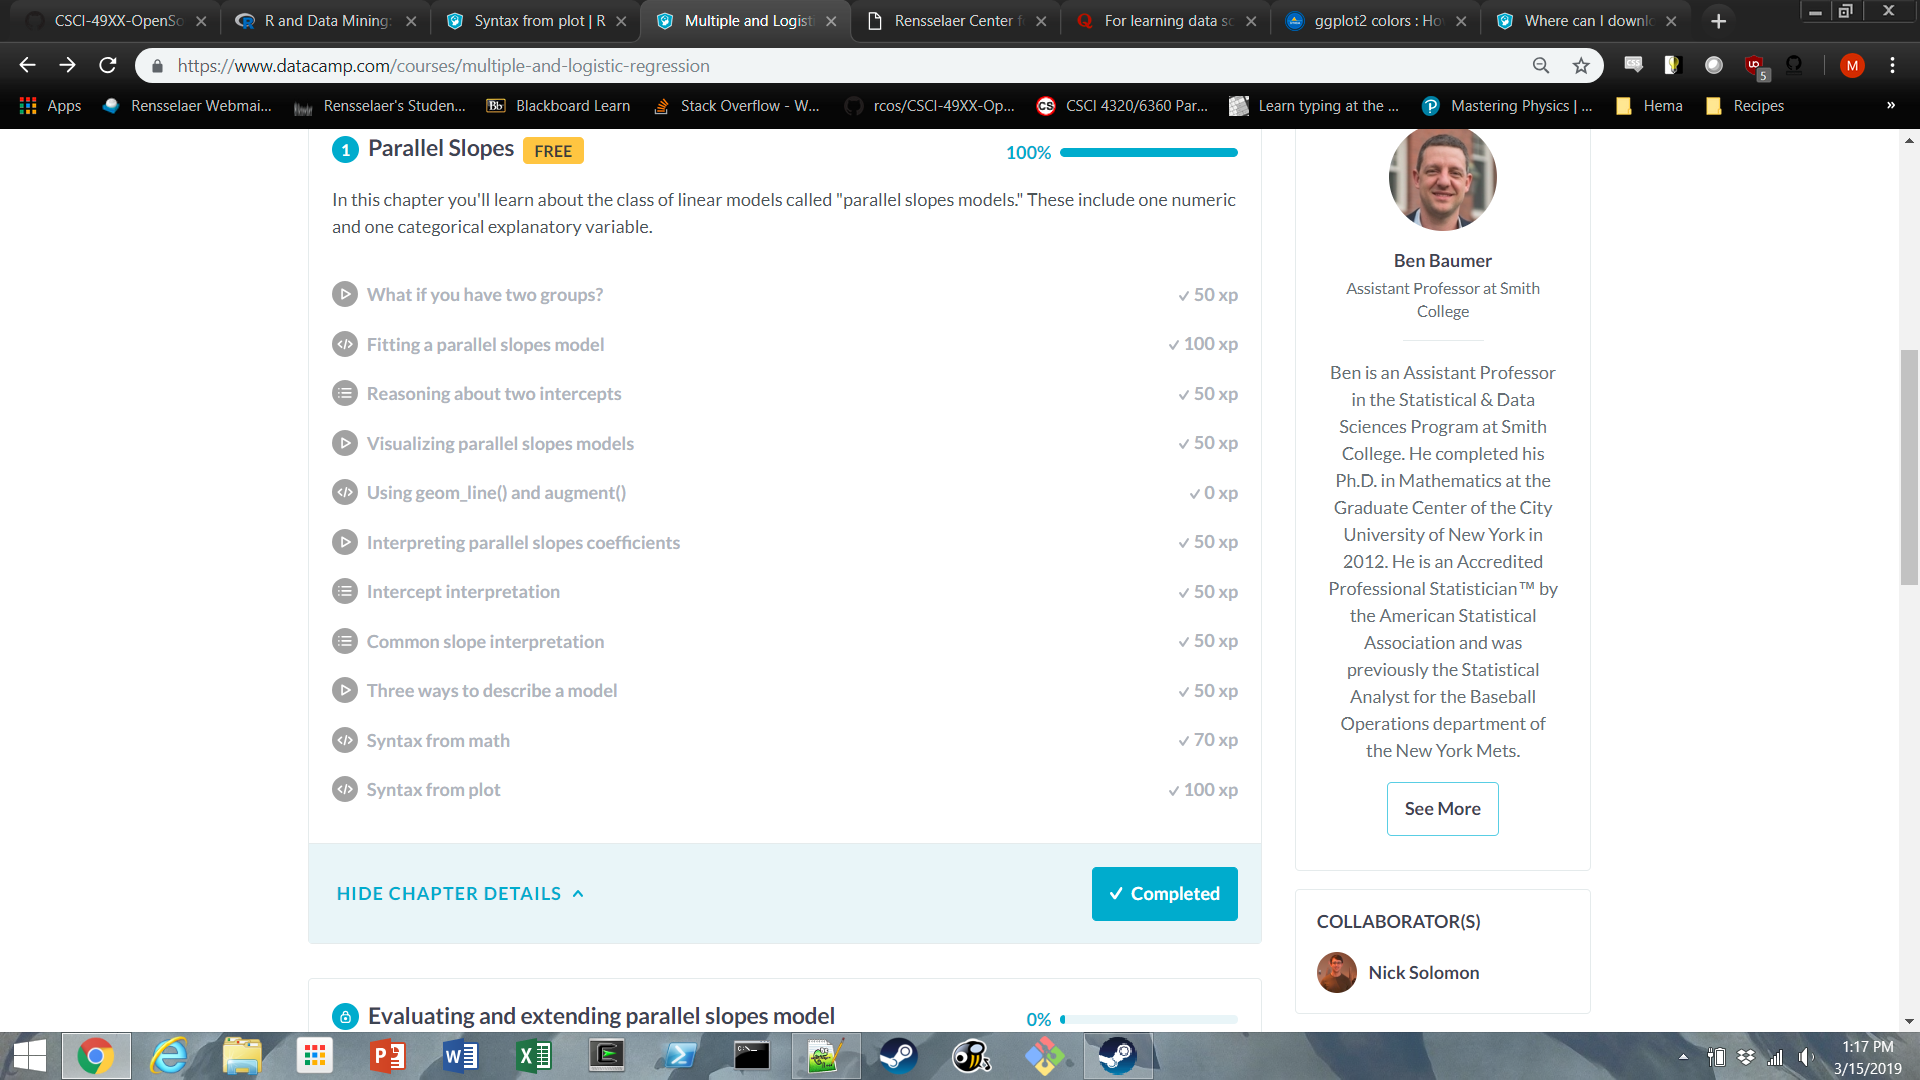 CSCI-49XX-OpenSo
R and Data Mining:
Syntax from plot | R
Multiple and Logist
Rensselaer Center f
For learning data sc
ggplot2 colors : Ho
Where can I downl
https://www.datacamp.com/courses/multiple-and-logistic-regression
5
M
Apps
Rensselaer Webmai...
Rensselaer's Studen...
Bb
Blackboard Learn
Stack Overflow - W...
rcos/CSCI-49XX-Op...
CS
CSCI 4320/6360 Par...
Learn typing at the ...
Mastering Physics | ...
Hema
Recipes
»
1 Parallel Slopes FREE
100%
In this chapter you'll learn about the class of linear models called "parallel slopes models." These include one numeric
and one categorical explanatory variable.
What if you have two groups?
50 xp
Fitting a parallel slopes model
100 xp
Reasoning about two intercepts
50 xp
Visualizing parallel slopes models
50 xp
Using geom_line() and augment()
0 xp
Interpreting parallel slopes coefficients
50 xp
Intercept interpretation
50 xp
Common slope interpretation
50 xp
Three ways to describe a model
50 xp
Syntax from math
70 xp
Syntax from plot
100 xp
HIDE CHAPTER DETAILS
Completed
Evaluating and extending parallel slopes model
0%
Ben Baumer
Assistant Professor at Smith
College
Ben is an Assistant Professor
in the Statistical & Data
Sciences Program at Smith
College. He completed his
Ph.D. in Mathematics at the
Graduate Center of the City
University of New York in
2012. He is an Accredited
Professional Statistician™ by
the American Statistical
Association and was
previously the Statistical
Analyst for the Baseball
Operations department of
the New York Mets.
See More
COLLABORATOR(S)
Nick Solomon
1:17 PM
3/15/2019